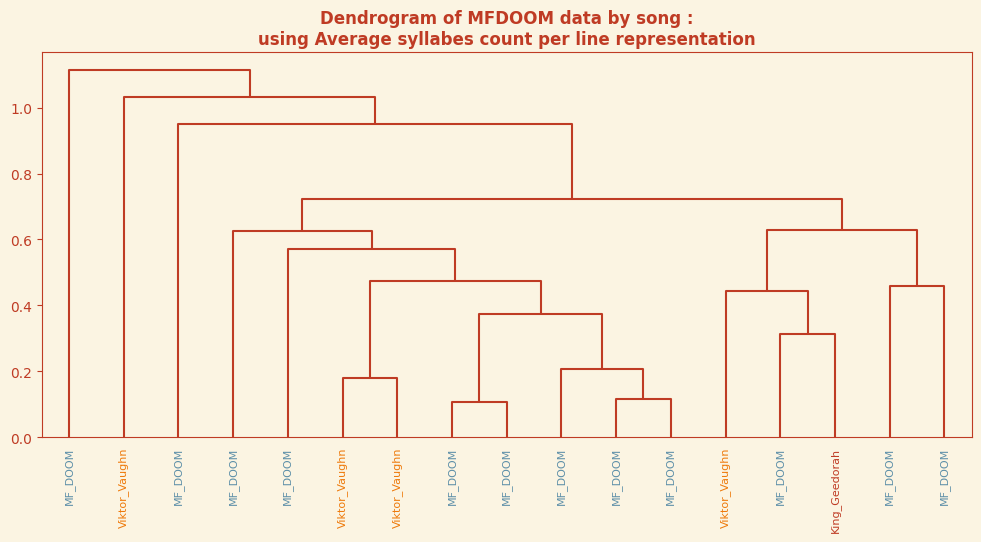 Dendrogram of MFDOOM data by song :
using Average syllabes count per line representation
1.0
0.8
0.6
0.4
0.2
0.0
MF_DOOM
Viktor_Vaughn
MF_DOOM
MF_DOOM
MF_DOOM
Viktor_Vaughn
Viktor_Vaughn
MF_DOOM
MF_DOOM
MF_DOOM
MF_DOOM
MF_DOOM
Viktor_Vaughn
MF_DOOM
King_Geedorah
MF_DOOM
MF_DOOM